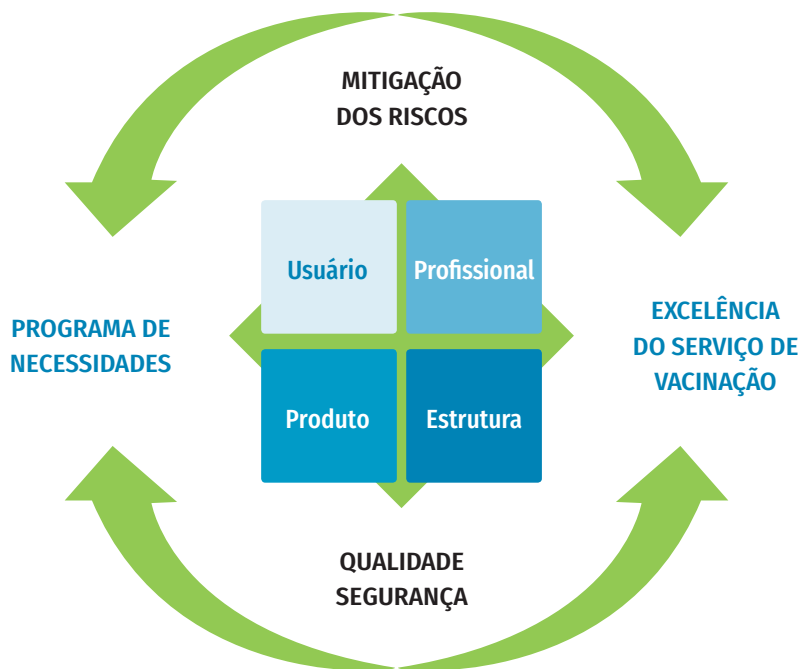 MITIGAÇÃO
DOS RISCOS
Usuário
Profissional
PROGRAMA DE
NECESSIDADES
EXCELÊNCIA
DO SERVIÇO DE
VACINAÇÃO
Produto
Estrutura
QUALIDADE
SEGURANÇA